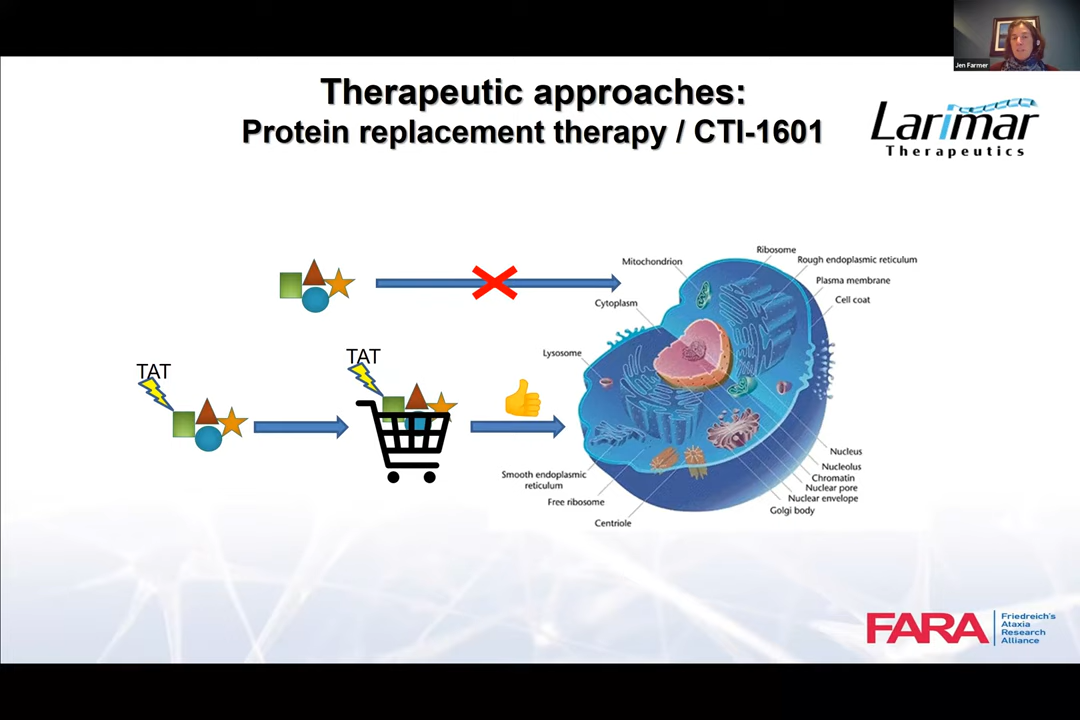 Jen Farmer
Therapeutic approaches:
Protein replacement therapy / CTI-1601
Larimar
Therapeutics
Ribosome
Mitochondrion
Rough endoplasmic reticulum
Plasma membrane
Cell coat
Cytoplasm
Lysosome
TAT
TAT
Nucleus
Nucleolus
Chromatin
Nuclear pore
Nuclear envelope
Golgi body
Smooth endoplasmic
reticulum
Free ribosome
Centriole
FARA
Friedreich's
Ataxia
Research
Alliance